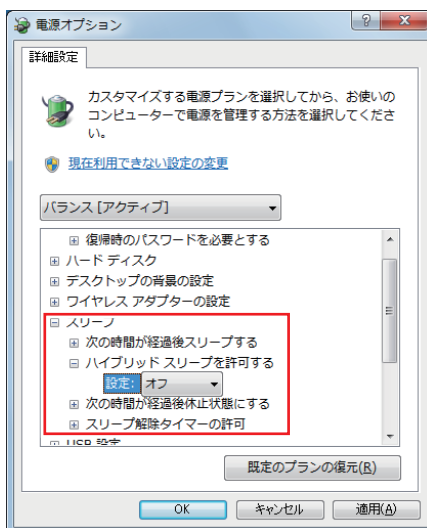 電源オプション
詳細設定
カスタマイズする電源プランを選択してから、お使いの
コンピューターで電源を管理する方法を選択してくださ
い。
現在利用できない設定の変更
バランス [アクティブ]
復帰時のパスワードを必要とする
ハード ディスク
デスクトップの背景の設定
ワイヤレス アダプターの設定
スリープ
次の時間が経過後スリープする
ハイブリッド スリープを許可する
設定: オフ
次の時間が経過後休止状態にする
スリープ解除タイマーの許可
USB 設定
既定のプランの復元(R)
OK キャンセル 適用(A)